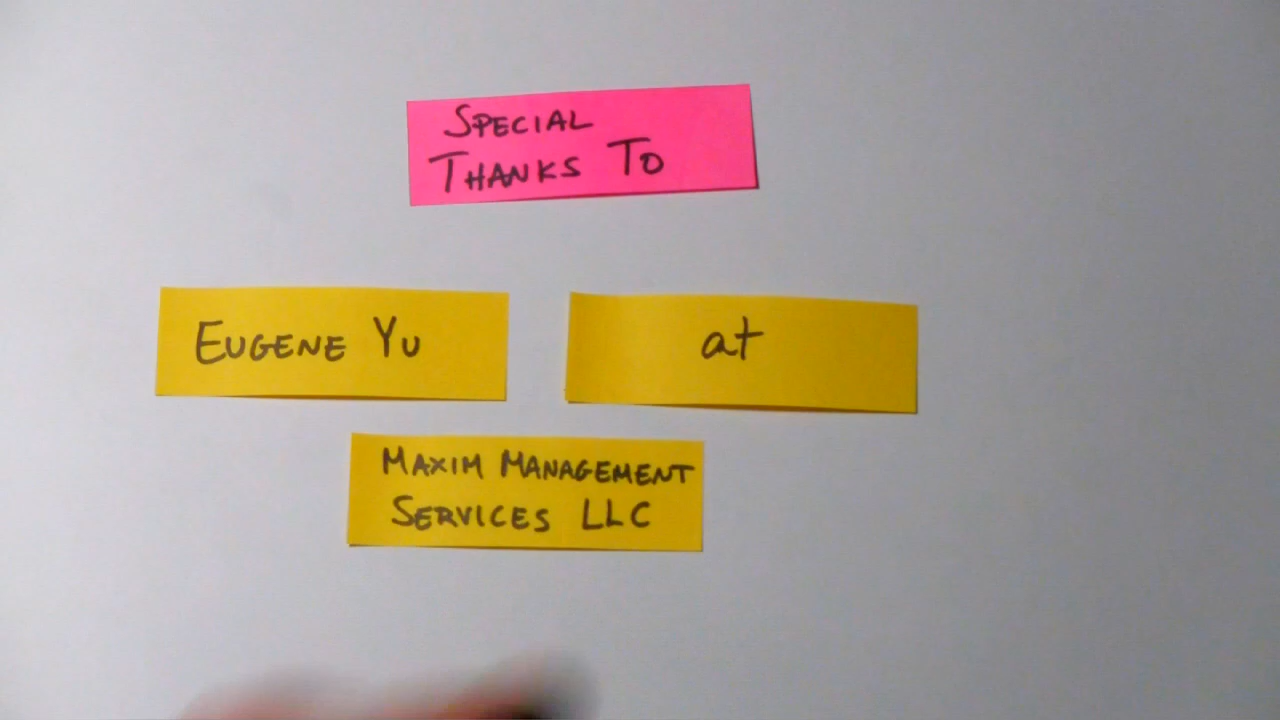 SPECIAL
THANKS TO
EUGENE YU
at
MAXIM MANAGEMENT
SERVICES LLC